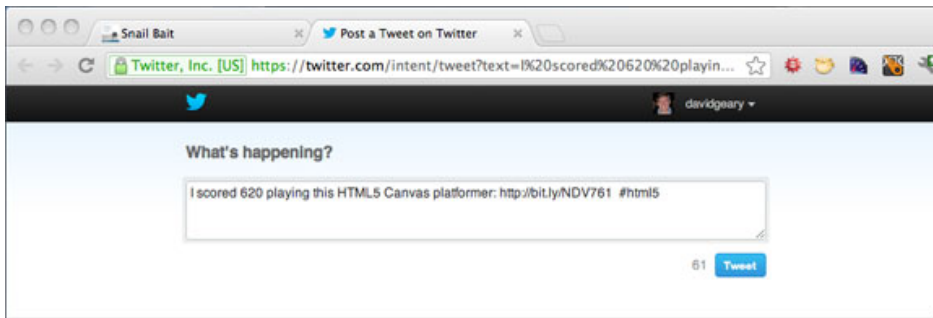 Snail Bait
Post a Tweet on Twitter
Twitter, Inc. [US] https://twitter.com/intent/tweet?text=I%20scored%20620%20playin...
davidgeary
What's happening?
I scored 620 playing this HTML5 Canvas platformer: http://bit.ly/NDV761 #html5
61 Tweet